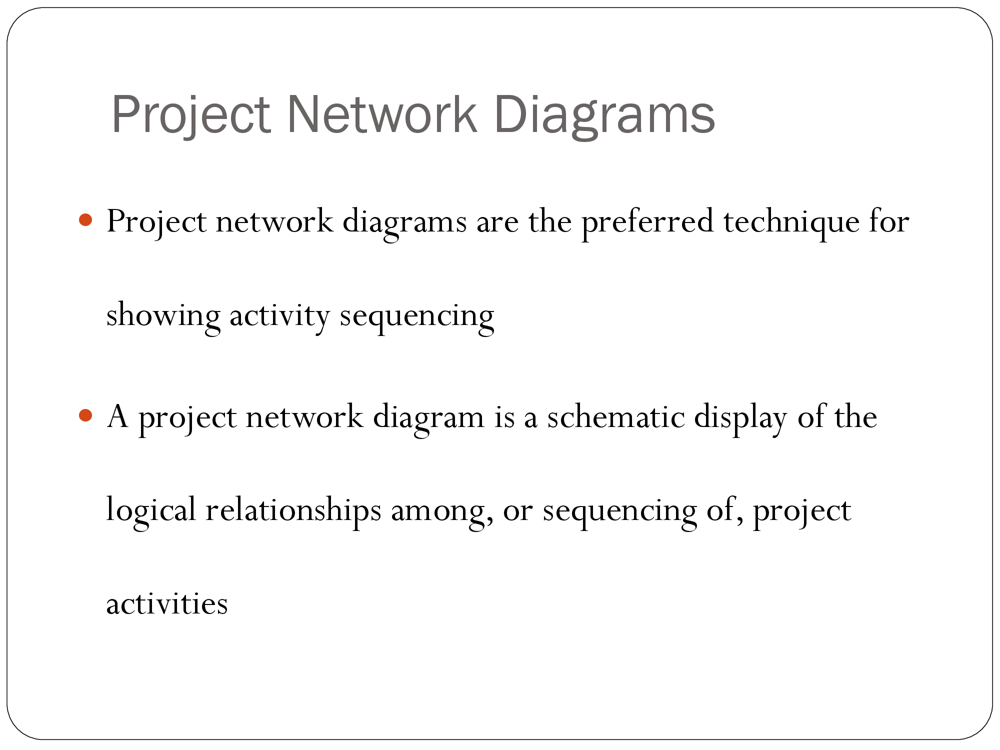 Project Network Diagrams
Project network diagrams are the preferred technique for
showing activity sequencing
A project network diagram is a schematic display of the
logical relationships among, or sequencing of, project
activities